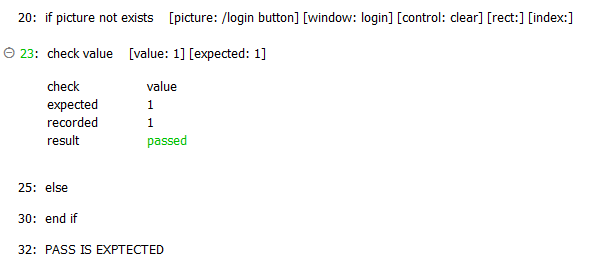 20: if picture not exists [picture: /login button] [window: login] [control: clear] [rect:] [index:]
23: check value [value: 1] [expected: 1]
check value
expected 1
recorded 1
result passed
25: else
30: end if
32: PASS IS EXPTECTED